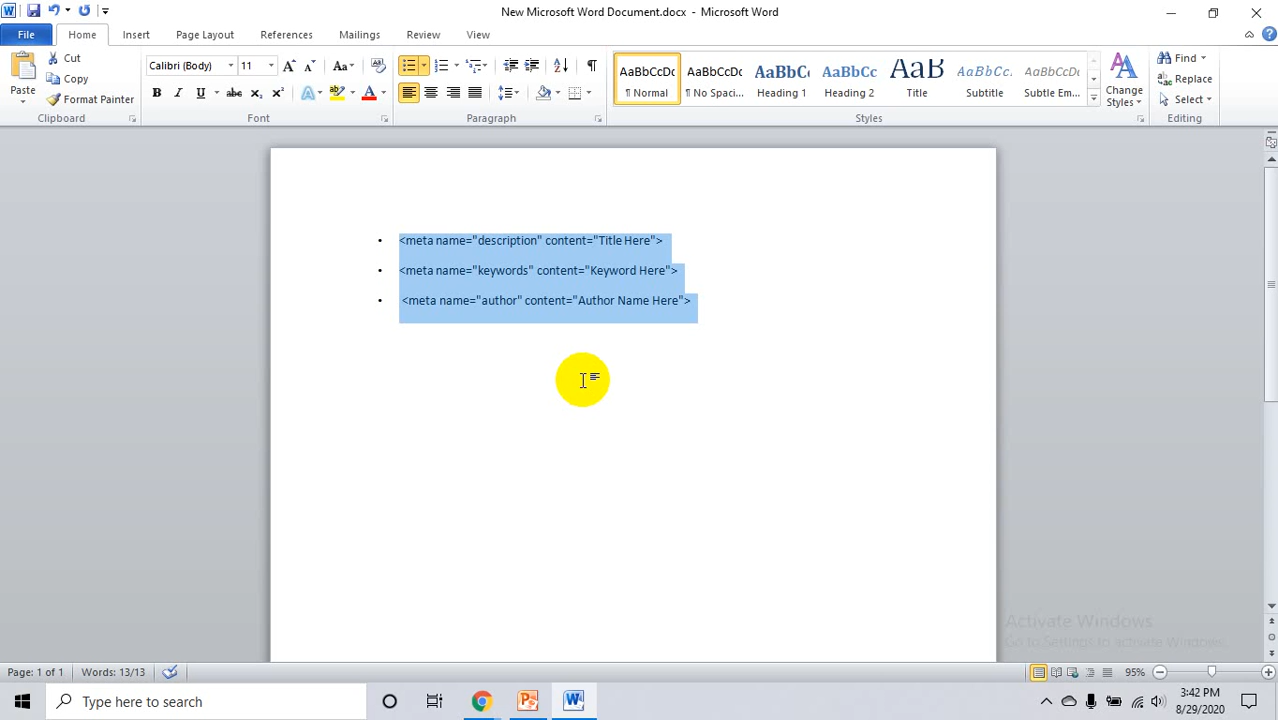 New Microsoft Word Document.docx - Microsoft Word
File Home Insert Page Layout References Mailings Review View
Paste
Cut
Copy
Format Painter
Clipboard
Calibri (Body) 11
Font
Paragraph
AaBbCcDc AaBbCcDc AaBbCc AaBbCc AaB AaBbCc. AaBbCcDc
¶ Normal ¶ No Spaci... Heading 1 Heading 2 Title Subtitle Subtle Em...
Change
Styles
Styles
Find
Replace
Select
Editing
• <meta name="description" content="Title Here">
• <meta name="keywords" content="Keyword Here">
• <meta name="author" content="Author Name Here">
Activate Windows
Go to Settings to activate Windows.
Page: 1 of 1 Words: 13/13 95%
Type here to search
3:42 PM
8/29/2020